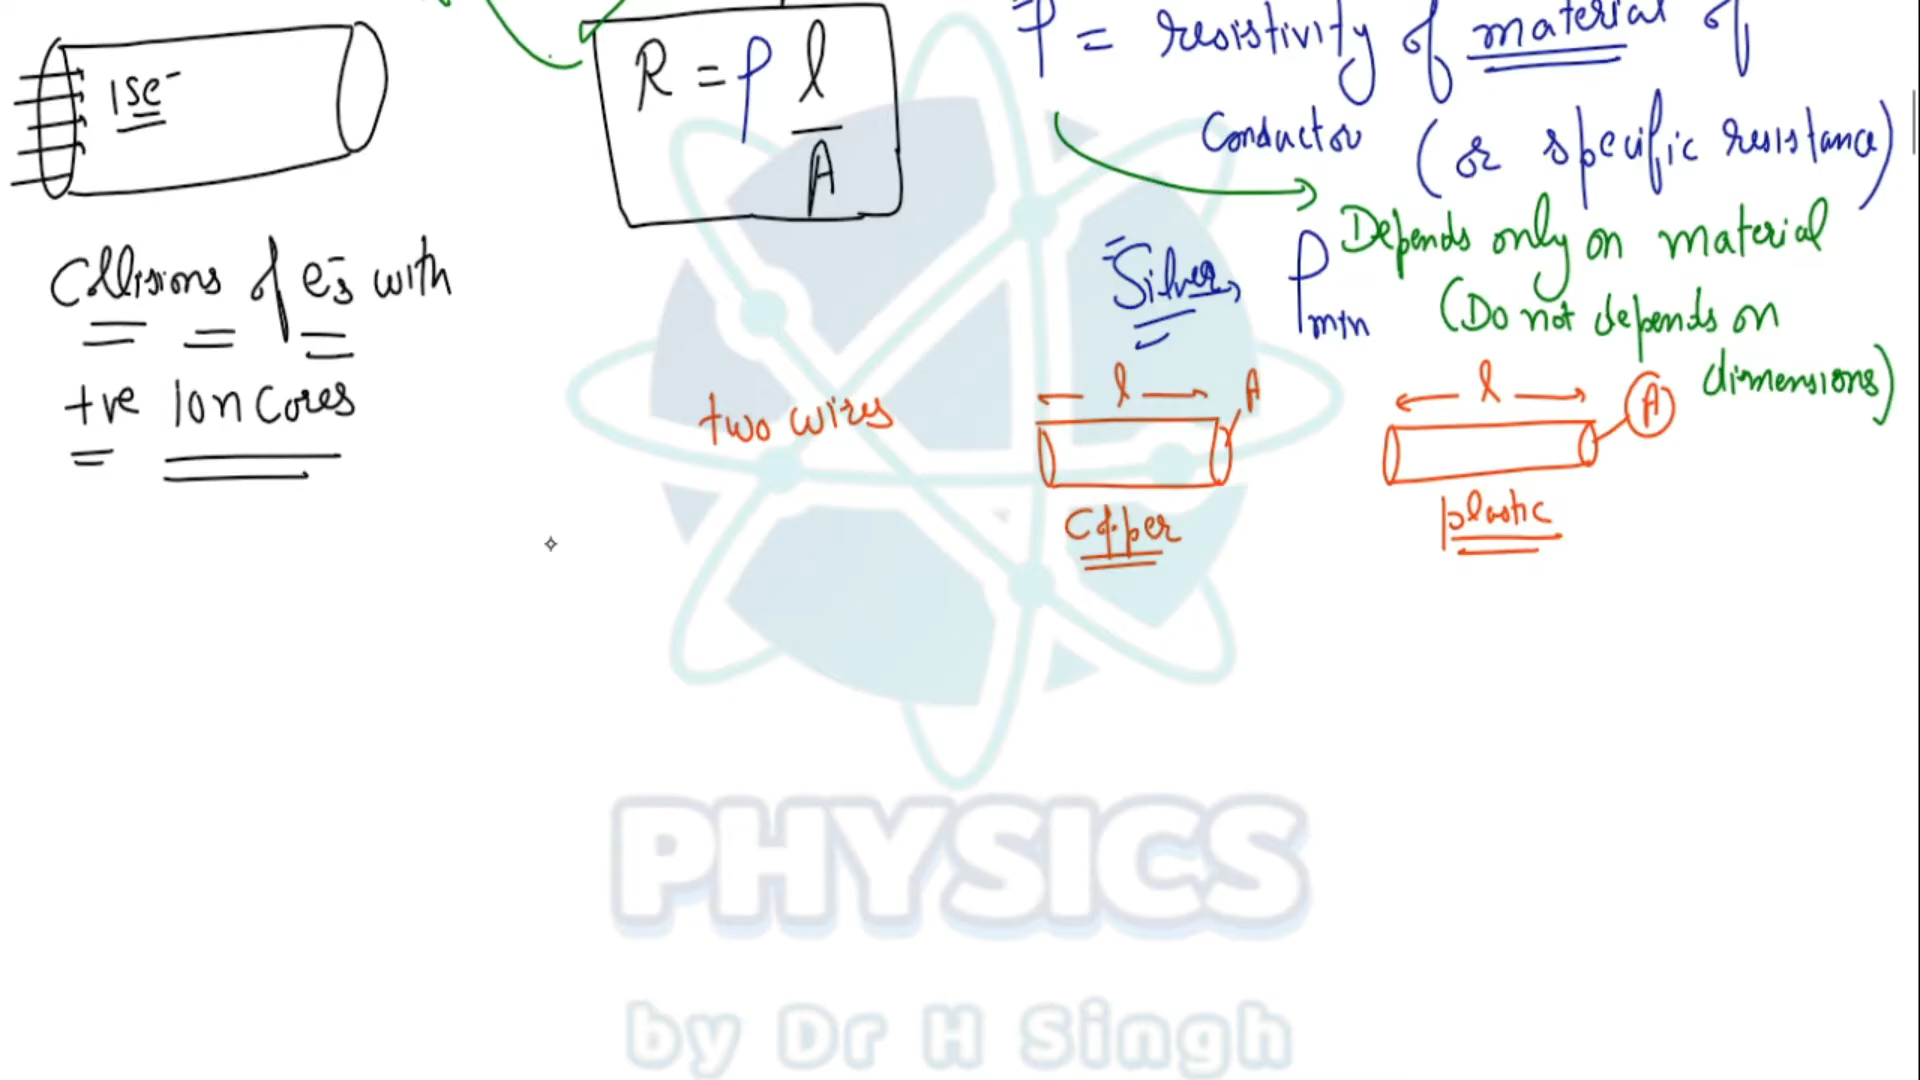 1se⁻
Collisions of e⁻s with
+ve Ion Cores
R = ρ l
A
ρ = resistivity of material of
Conductor (or specific resistance)
Depends only on material
(Do not depends on
dimensions)
Silver, ρmin
two wires
l A
Copper
l A
plastic
PHYSICS
by Dr H Singh